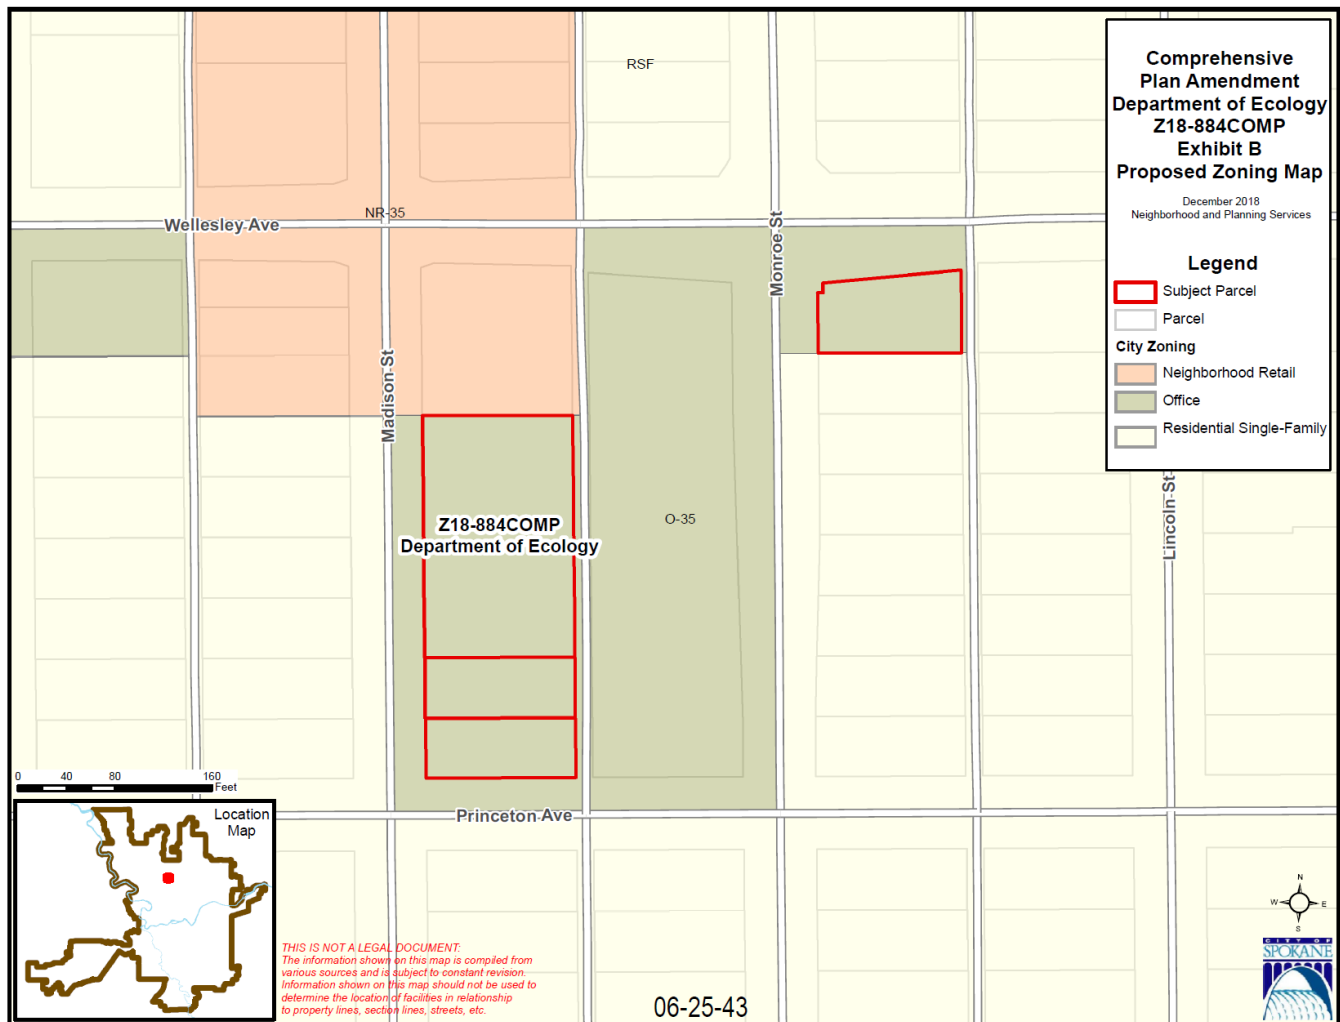 RSF
NR-35
Wellesley Ave
Monroe St
Madison St
Z18-884COMP
Department of Ecology
O-35
Lincoln St
Princeton Ave
Comprehensive
Plan Amendment
Department of Ecology
Z18-884COMP
Exhibit B
Proposed Zoning Map
December 2018
Neighborhood and Planning Services
Legend
Subject Parcel
Parcel
City Zoning
Neighborhood Retail
Office
Residential Single-Family
0 40 80 160
Feet
Location
Map
THIS IS NOT A LEGAL DOCUMENT:
The information shown on this map is compiled from
various sources and is subject to constant revision.
Information shown on this map should not be used to
determine the location of facilities in relationship
to property lines, section lines, streets, etc.
06-25-43
N
W E
S
CITY OF
SPOKANE